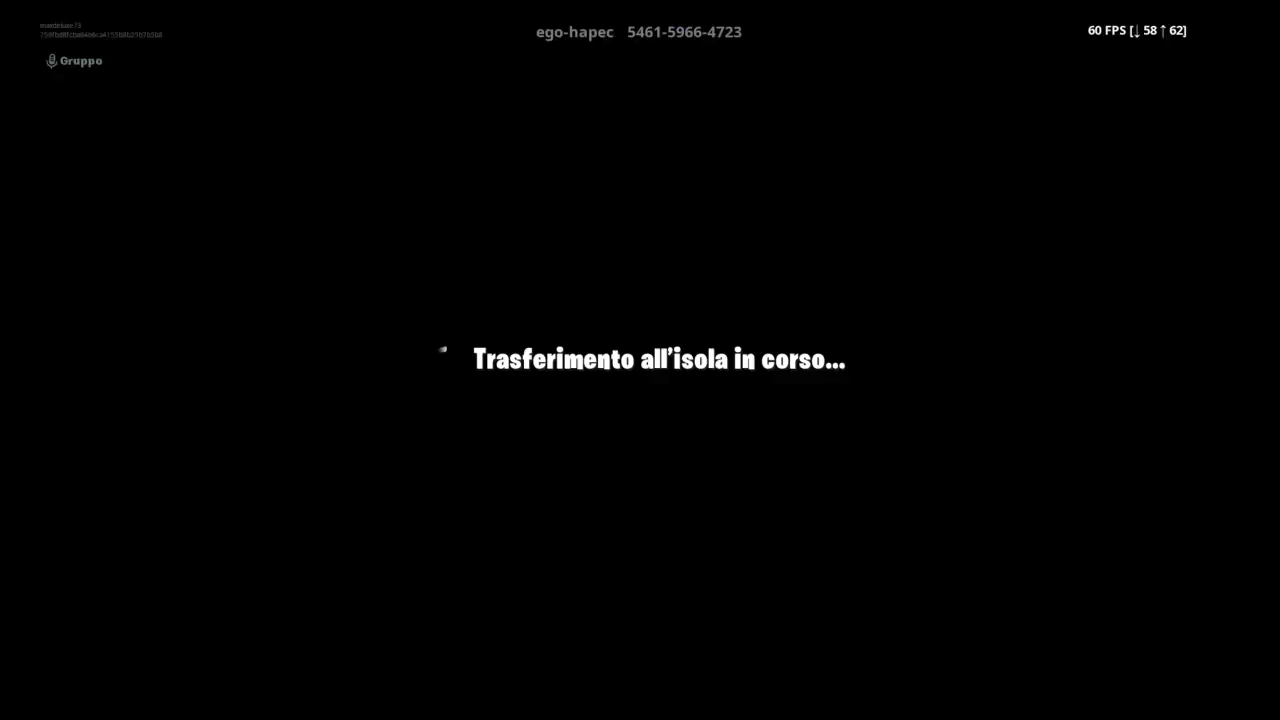 ego-hapec 5461-5966-4723
60 FPS [↓ 58 ↑ 62]
Gruppo
Trasferimento all'isola in corso...